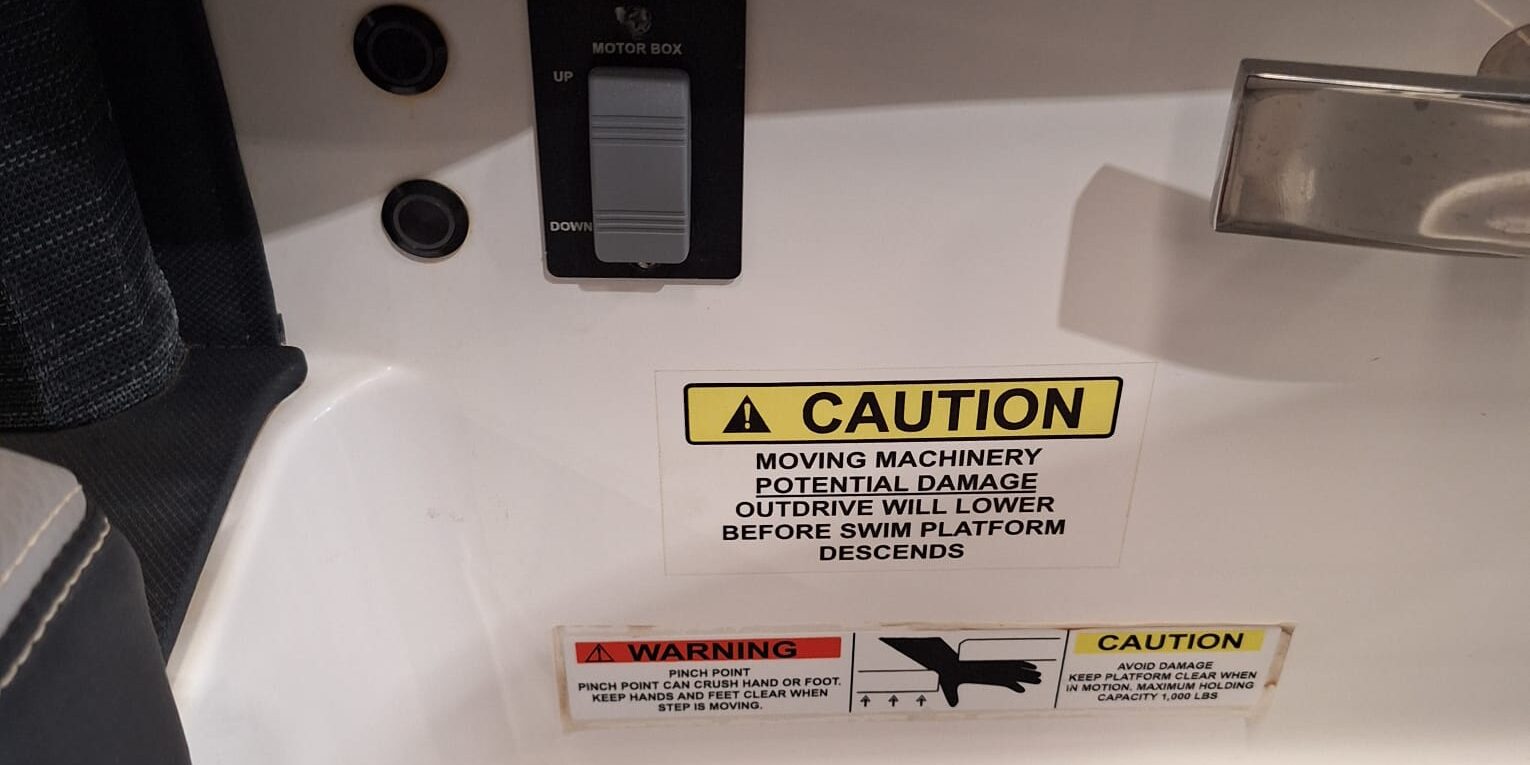 MOTOR BOX
UP
DOWN
CAUTION
MOVING MACHINERY
POTENTIAL DAMAGE
OUTDRIVE WILL LOWER
BEFORE SWIM PLATFORM
DESCENDS
WARNING
PINCH POINT
PINCH POINT CAN CRUSH HAND OR FOOT.
KEEP HANDS AND FEET CLEAR WHEN
STEP IS MOVING.
CAUTION
AVOID DAMAGE
KEEP PLATFORM CLEAR WHEN
IN MOTION. MAXIMUM HOLDING
CAPACITY 1,000 LBS